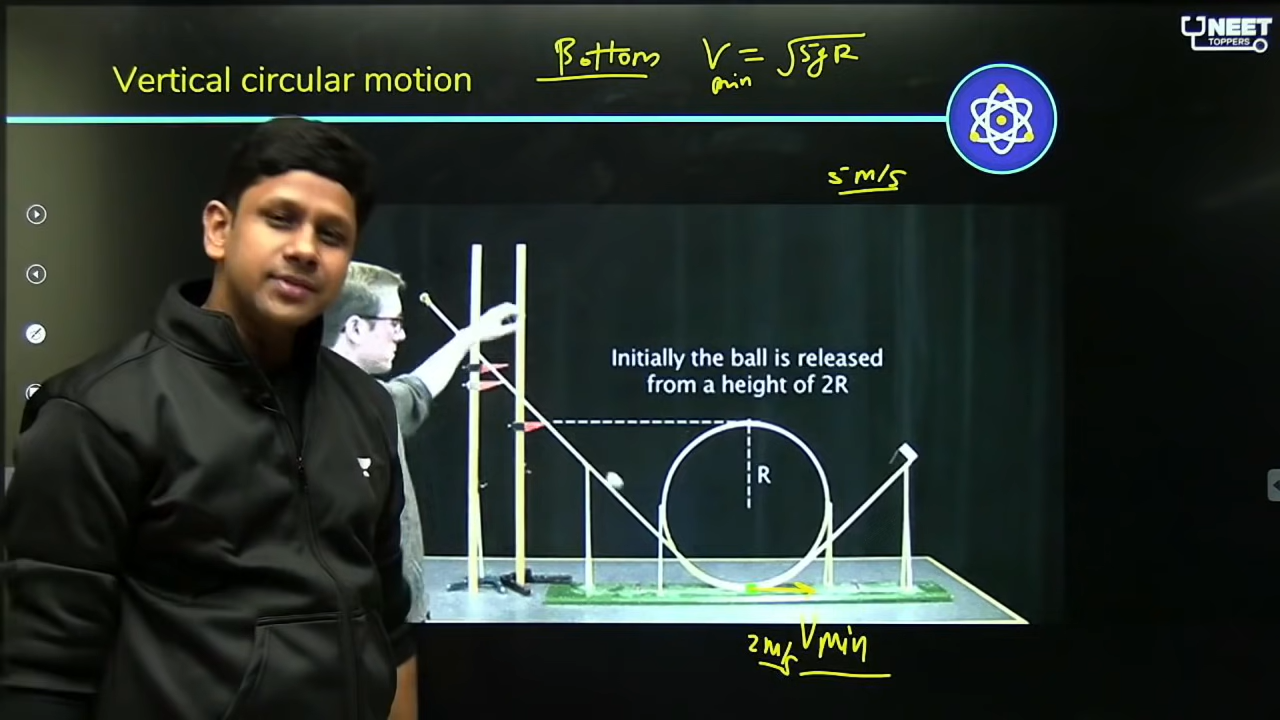 NEET
TOPPERS
Bottom V min = √5gR
Vertical circular motion
5 m/s
Initially the ball is released
from a height of 2R
R
2 m/s Vmin